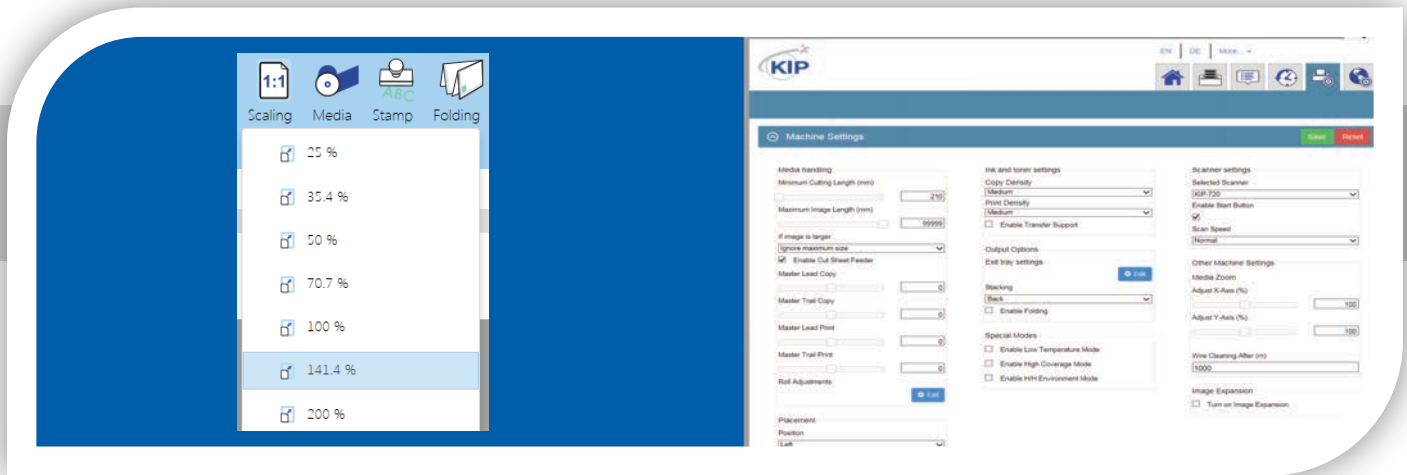 1:1
ABC
Scaling Media Stamp Folding
25 %
35.4 %
50 %
70.7 %
100 %
141.4 %
200 %
KIP
EN DE More...
Machine Settings
Save Reset
Media handling
Minimum Cutting Length (mm)
210
Maximum Image Length (mm)
99999
If image is larger
Ignore maximum size
Enable Cut Sheet Feeder
Master Lead Copy
0
Master Trail Copy
0
Master Lead Print
0
Master Trail Print
0
Roll Adjustments
Edit
Placement
Position
Left
Ink and toner settings
Copy Density
Medium
Print Density
Medium
Enable Transfer Support
Output Options
Exit tray settings
Edit
Stacking
Back
Enable Folding
Special Modes
Enable Low Temperature Mode
Enable High Coverage Mode
Enable H/H Environment Mode
Scanner settings
Selected Scanner
KIP-720
Enable Start Button
Scan Speed
Normal
Other Machine Settings
Media Zoom
Adjust X-Axis (%)
100
Adjust Y-Axis (%)
100
Wire Cleaning After (m)
1000
Image Expansion
Turn on Image Expansion